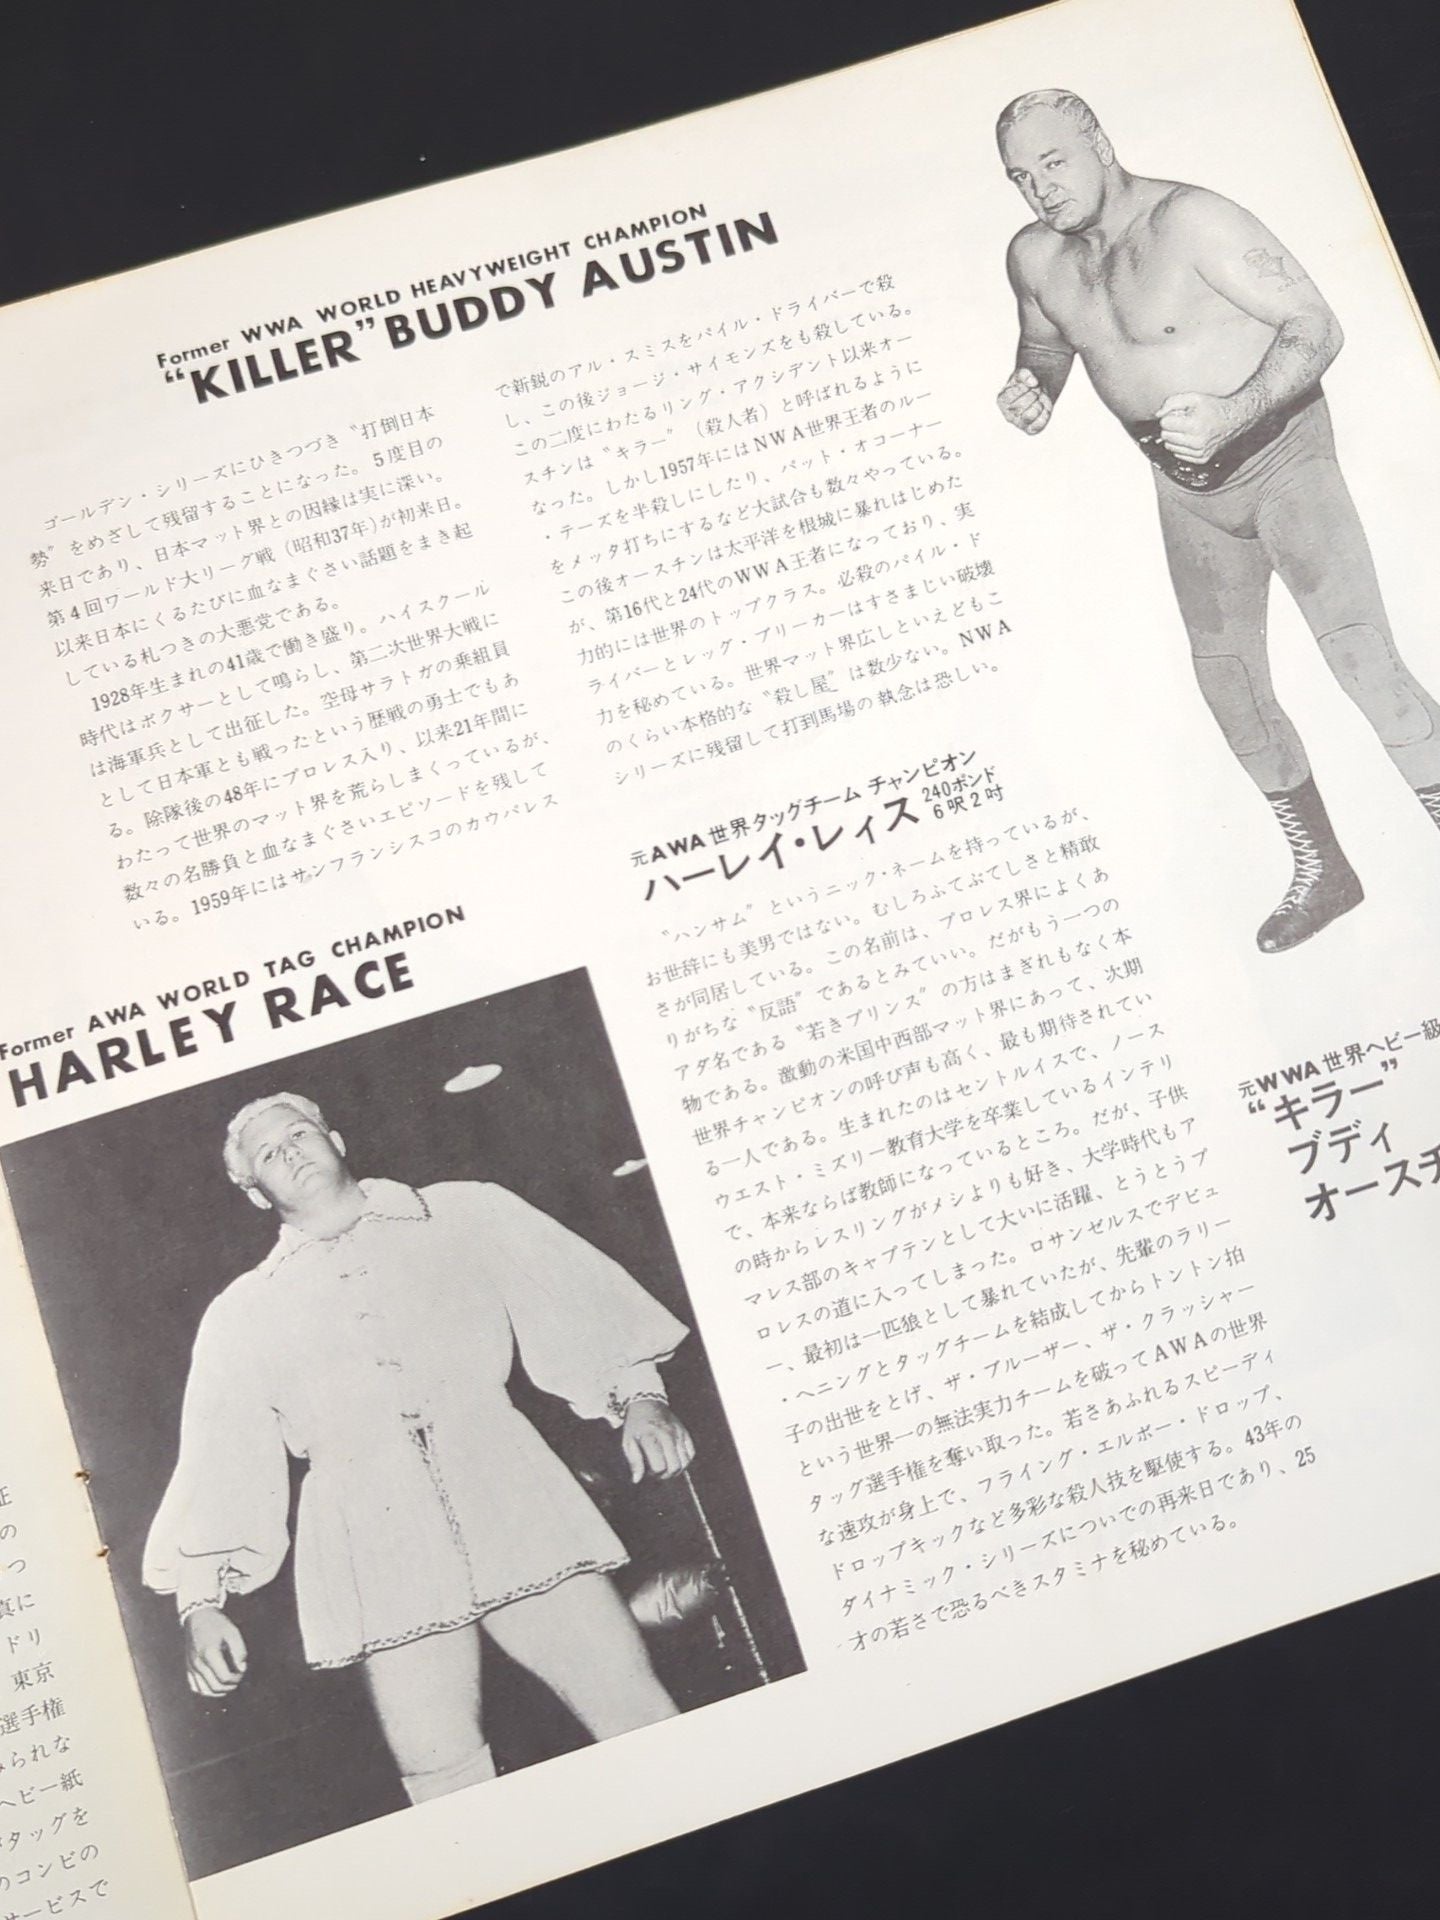 Former WWA WORLD HEAVYWEIGHT CHAMPION
“KILLER” BUDDY AUSTIN
ゴールデン・シリーズにひきつづき〝打倒日本
勢〟をめざして残留することになった。5度目の
来日であり、日本マット界との因縁は実に深い。
第4回ワールド大リーグ戦（昭和37年)が初来日。
以来日本にくるたびに血なまぐさい話題をまき起
している札つきの大悪党である。
1928年生まれの41歳で働き盛り。ハイスクール
時代はボクサーとして鳴らし、第二次世界大戦に
は海軍兵として出征した。空母サラトガの乗組員
として日本軍とも戦ったという歴戦の勇士でもあ
る。除隊後の48年にプロレス入り、以来21年間に
わたって世界のマット界を荒らしまくっているが、
数々の名勝負と血なまぐさいエピソードを残して
いる。1959年にはサンフランシスコのカウパレス
で新鋭のアル・スミスをパイル・ドライバーで殺
し、この後ジョージ・サイモンズをも殺している。
この二度にわたるリング・アクシデント以来オー
スチンは〝キラー〟（殺人者）と呼ばれるように
なった。しかし1957年にはNWA世界王者のルー
・テーズを半殺しにしたり、パット・オコーナー
をメッタ打ちにするなど大試合も数々やっている。
この後オースチンは太平洋を根城に暴れはじめた
が、第16代と24代のWWA王者になっており、実
力的には世界のトップクラス。必殺のパイル・ド
ライバーとレッグ・ブリーカーはすさまじい破壊
力を秘めている。世界マット界広しといえどもこ
のくらい本格的な〝殺し屋〟は数少ない。NWA
シリーズに残留して打到馬場の執念は恐しい。
元WWA世界ヘビー級
“キラー”
ブディ
オースチ
Former AWA WORLD TAG CHAMPION
HARLEY RACE
元AWA世界タッグチーム チャンピオン
ハーレイ・レイス 240ポンド
6呎2吋
〝ハンサム〟というニック・ネームを持っているが、
お世辞にも美男ではない。むしろふてぶてしさと精敢
さが同居している。この名前は、プロレス界によくあ
りがちな〝反語〟であるとみていい。だがもう一つの
アダ名である〝若きプリンス〟の方はまぎれもなく本
物である。激動の米国中西部マット界にあって、次期
世界チャンピオンの呼び声も高く、最も期待されてい
る一人である。生まれたのはセントルイスで、ノース
ウエスト・ミズリー教育大学を卒業しているインテリ
で、本来ならば教師になっているところ。だが、子供
の時からレスリングがメシよりも好き、大学時代もア
マレス部のキャプテンとして大いに活躍、とうとうプ
ロレスの道に入ってしまった。ロサンゼルスでデビュ
ー、最初は一匹狼として暴れていたが、先輩のラリー
・ヘニングとタッグチームを結成してからトントン拍
子の出世をとげ、ザ・ブルーザー、ザ・クラッシャー
という世界一の無法実力チームを破ってAWAの世界
タッグ選手権を奪い取った。若さあふれるスピーディ
な速攻が身上で、フライング・エルボー・ドロップ、
ドロップキックなど多彩な殺人技を駆使する。43年の
ダイナミック・シリーズについでの再来日であり、25
才の若さで恐るべきスタミナを秘めている。
証
の
つ
真に
ドリ
東京
選手権
みられな
ヘビー紙
タッグを
のコンビの
サービスで